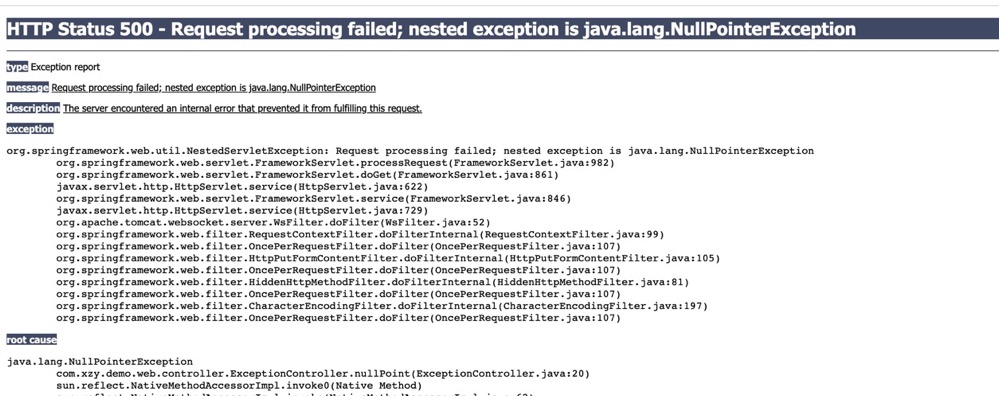 HTTP Status 500 - Request processing failed; nested exception is java.lang.NullPointerException
type Exception report
message Request processing failed; nested exception is java.lang.NullPointerException
description The server encountered an internal error that prevented it from fulfilling this request.
exception
org.springframework.web.util.NestedServletException: Request processing failed; nested exception is java.lang.NullPointerException
org.springframework.web.servlet.FrameworkServlet.processRequest(FrameworkServlet.java:982)
org.springframework.web.servlet.FrameworkServlet.doGet(FrameworkServlet.java:861)
javax.servlet.http.HttpServlet.service(HttpServlet.java:622)
org.springframework.web.servlet.FrameworkServlet.service(FrameworkServlet.java:846)
javax.servlet.http.HttpServlet.service(HttpServlet.java:729)
org.apache.tomcat.websocket.server.WsFilter.doFilter(WsFilter.java:52)
org.springframework.web.filter.RequestContextFilter.doFilterInternal(RequestContextFilter.java:99)
org.springframework.web.filter.OncePerRequestFilter.doFilter(OncePerRequestFilter.java:107)
org.springframework.web.filter.HttpPutFormContentFilter.doFilterInternal(HttpPutFormContentFilter.java:105)
org.springframework.web.filter.OncePerRequestFilter.doFilter(OncePerRequestFilter.java:107)
org.springframework.web.filter.HiddenHttpMethodFilter.doFilterInternal(HiddenHttpMethodFilter.java:81)
org.springframework.web.filter.OncePerRequestFilter.doFilter(OncePerRequestFilter.java:107)
org.springframework.web.filter.CharacterEncodingFilter.doFilterInternal(CharacterEncodingFilter.java:197)
org.springframework.web.filter.OncePerRequestFilter.doFilter(OncePerRequestFilter.java:107)
root cause
java.lang.NullPointerException
com.xzy.demo.web.controller.ExceptionController.nullPoint(ExceptionController.java:20)
sun.reflect.NativeMethodAccessorImpl.invoke0(Native Method)